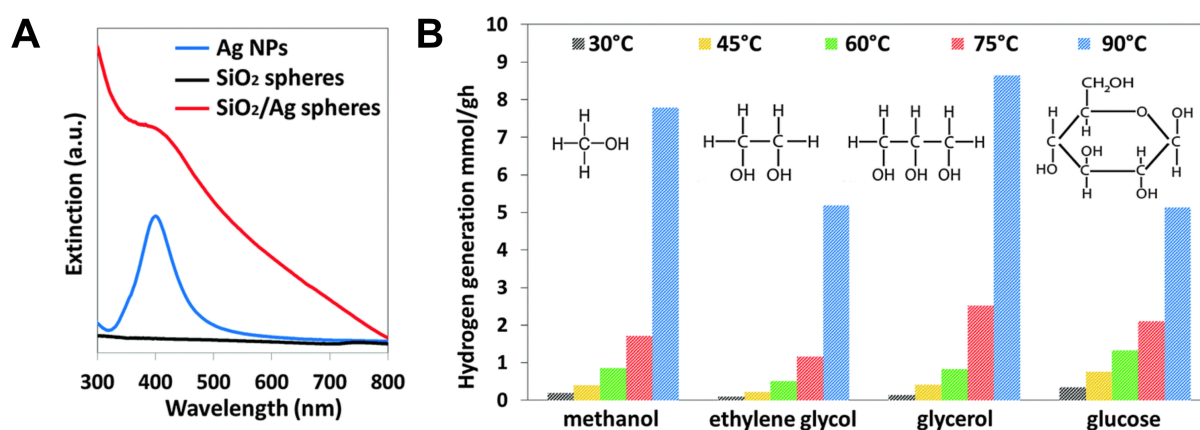 A
Ag NPs
SiO₂ spheres
SiO₂/Ag spheres
Extinction (a.u.)
300 400 500 600 700 800
Wavelength (nm)
B
30°C 45°C 60°C 75°C 90°C
Hydrogen generation mmol/gh
10
9
8
7
6
5
4
3
2
1
0
H
H C OH
H
H H
H C C H
OH OH
H H H
H C C C H
OH OH OH
CH₂OH
C O
H H OH
C C
OH H
HO C C H
H OH
methanol ethylene glycol glycerol glucose